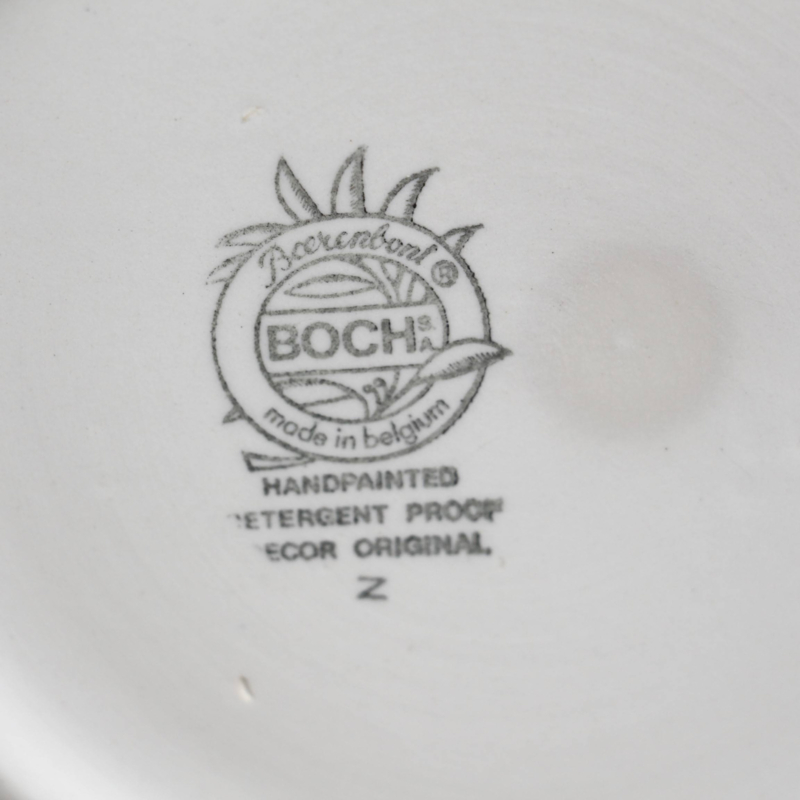 Boerenbont ®
BOCH S.A.
made in belgium
HANDPAINTED
ETERGENT PROOF
ECOR ORIGINAL
Z